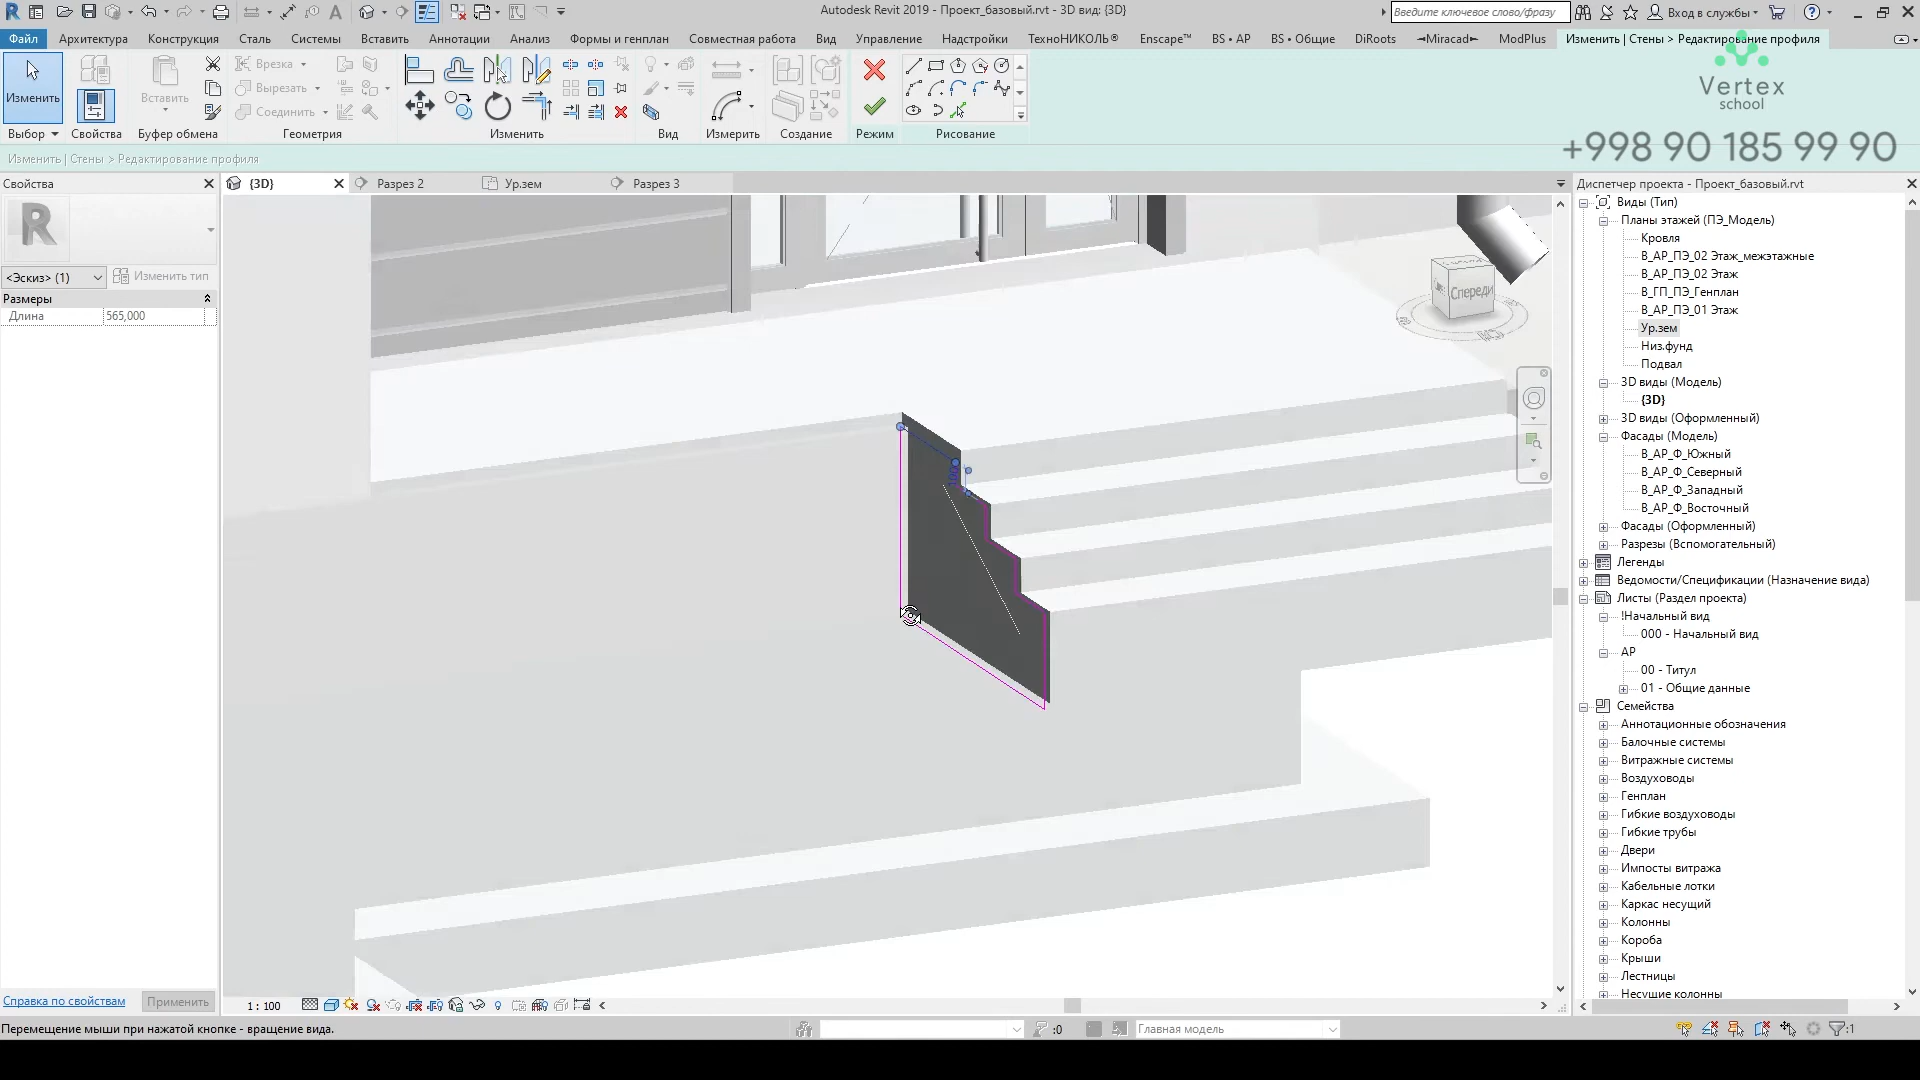 Autodesk Revit 2019 - Проект_базовый.rvt - 3D вид: {3D}
Введите ключевое слово/фразу
Вход в службы
Файл Архитектура Конструкция Сталь Системы Вставить Аннотации Анализ Формы и генплан Совместная работа Вид Управление Надстройки ТехноНИКОЛЬ® Enscape™ BS • АР BS • Общие DiRoots ◄Miracad► ModPlus Изменить | Стены > Редактирование профиля
Изменить
Вставить
Врезка
Вырезать
Соединить
Выбор Свойства Буфер обмена Геометрия Изменить Вид Измерить Создание Режим Рисование
Vertex
school
+998 90 185 99 90
Изменить | Стены > Редактирование профиля
Свойства
{3D}
Разрез 2
Ур.зем
Разрез 3
<Эскиз> (1)
Изменить тип
Размеры
Длина 565,000
Справка по свойствам
Применить
Спереди
Диспетчер проекта - Проект_базовый.rvt
Виды (Тип)
Планы этажей (ПЭ_Модель)
Кровля
В_АР_ПЭ_02 Этаж_межэтажные
В_АР_ПЭ_02 Этаж
В_ГП_ПЭ_Генплан
В_АР_ПЭ_01 Этаж
Ур.зем
Низ.фунд
Подвал
3D виды (Модель)
{3D}
3D виды (Оформленный)
Фасады (Модель)
В_АР_Ф_Южный
В_АР_Ф_Северный
В_АР_Ф_Западный
В_АР_Ф_Восточный
Фасады (Оформленный)
Разрезы (Вспомогательный)
Легенды
Ведомости/Спецификации (Назначение вида)
Листы (Раздел проекта)
!Начальный вид
000 - Начальный вид
АР
00 - Титул
01 - Общие данные
Семейства
Аннотационные обозначения
Балочные системы
Витражные системы
Воздуховоды
Генплан
Гибкие воздуховоды
Гибкие трубы
Двери
Импосты витража
Кабельные лотки
Каркас несущий
Колонны
Короба
Крыши
Лестницы
Несущие колонны
1 : 100
Перемещение мыши при нажатой кнопке - вращение вида.
:0
Главная модель
:1